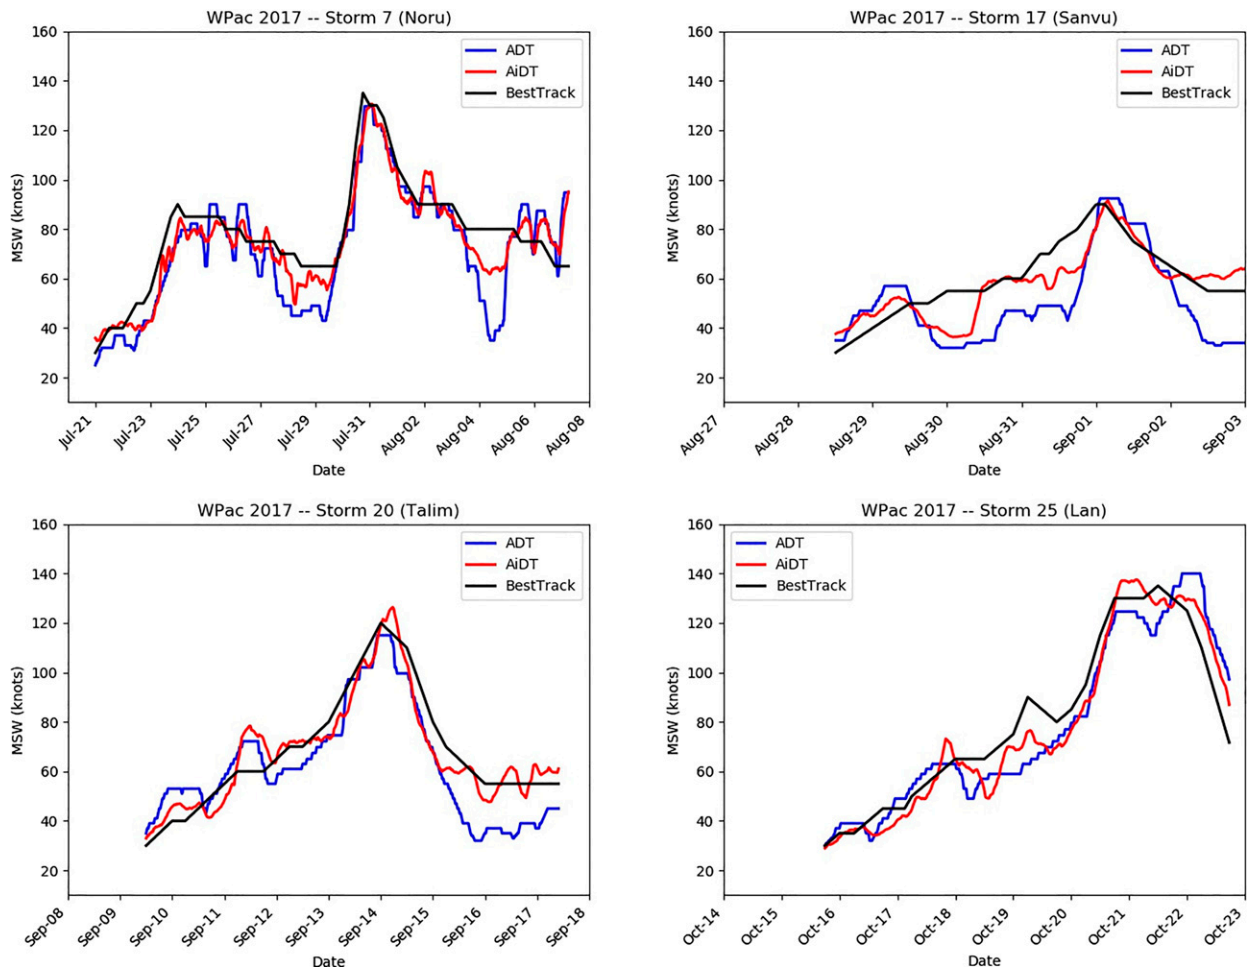 WPac 2017 -- Storm 7 (Noru)
MSW (knots)
160
140
120
100
80
60
40
20
ADT
AiDT
BestTrack
Jul-21
Jul-23
Jul-25
Jul-27
Jul-29
Jul-31
Aug-02
Aug-04
Aug-06
Aug-08
Date
WPac 2017 -- Storm 17 (Sanvu)
MSW (knots)
160
140
120
100
80
60
40
20
ADT
AiDT
BestTrack
Aug-27
Aug-28
Aug-29
Aug-30
Aug-31
Sep-01
Sep-02
Sep-03
Date
WPac 2017 -- Storm 20 (Talim)
MSW (knots)
160
140
120
100
80
60
40
20
ADT
AiDT
BestTrack
Sep-08
Sep-09
Sep-10
Sep-11
Sep-12
Sep-13
Sep-14
Sep-15
Sep-16
Sep-17
Sep-18
Date
WPac 2017 -- Storm 25 (Lan)
MSW (knots)
160
140
120
100
80
60
40
20
ADT
AiDT
BestTrack
Oct-14
Oct-15
Oct-16
Oct-17
Oct-18
Oct-19
Oct-20
Oct-21
Oct-22
Oct-23
Date